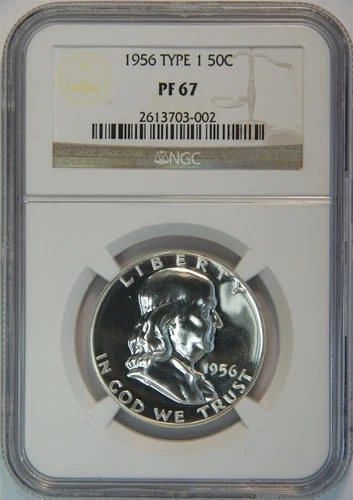 1956 TYPE 1 50C
PF 67
2613703-002
NGC
LIBERTY
1956
IN GOD WE TRUST